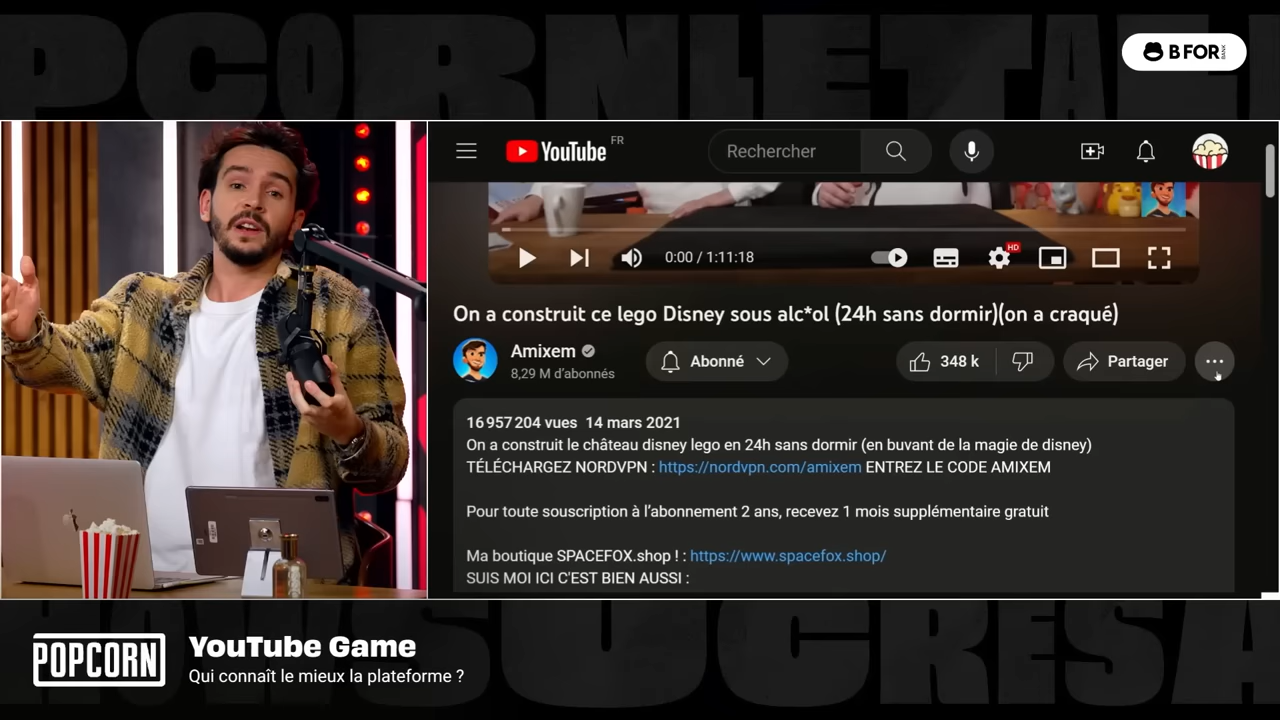 PCORNLETAL
B FOR
BANK
YouTube FR
Rechercher
HD
0:00 / 1:11:18
On a construit ce lego Disney sous alc*ol (24h sans dormir)(on a craqué)
Amixem
8,29 M d’abonnés
Abonné
348 k
Partager
16 957 204 vues 14 mars 2021
On a construit le château disney lego en 24h sans dormir (en buvant de la magie de disney)
TÉLÉCHARGEZ NORDVPN : https://nordvpn.com/amixem ENTREZ LE CODE AMIXEM
Pour toute souscription à l’abonnement 2 ans, recevez 1 mois supplémentaire gratuit
Ma boutique SPACEFOX.shop ! : https://www.spacefox.shop/
SUIS MOI ICI C'EST BIEN AUSSI :
HOWSUCRESA
POPCORN
YouTube Game
Qui connaît le mieux la plateforme ?